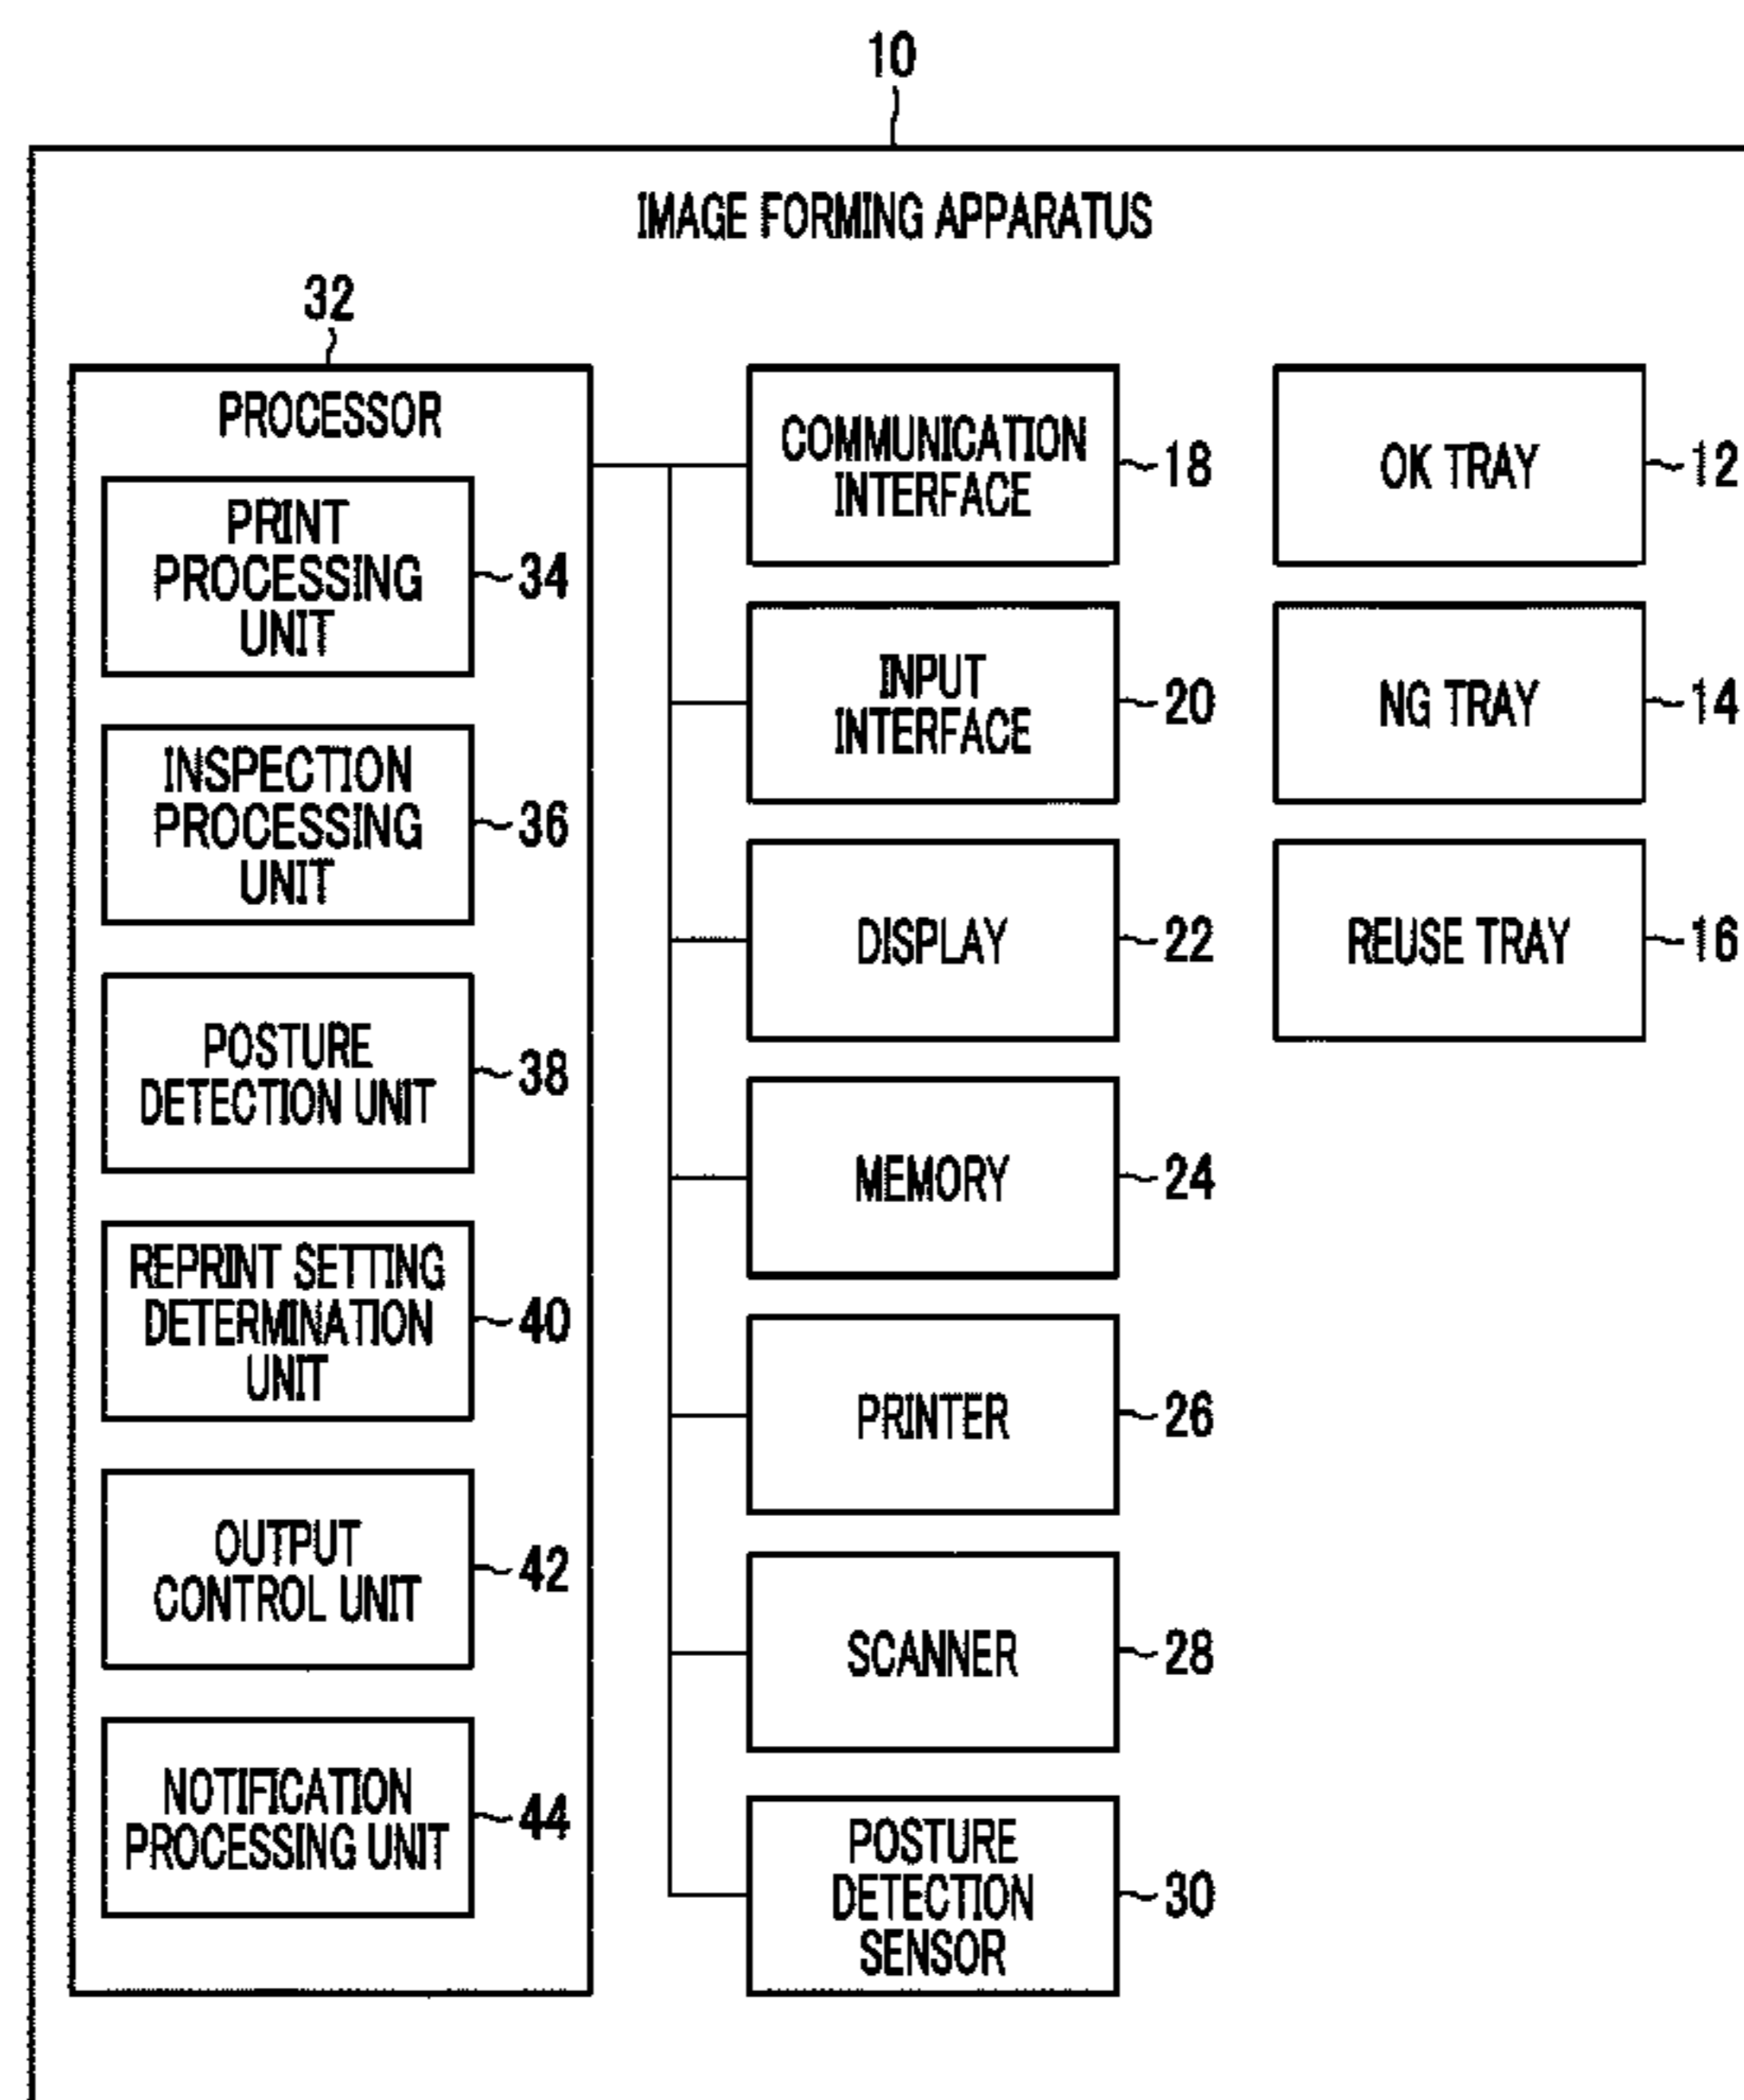 10
IMAGE FORMING APPARATUS
32
PROCESSOR
PRINT
PROCESSING
UNIT
34
INSPECTION
PROCESSING
UNIT
36
POSTURE
DETECTION UNIT
38
REPRINT SETTING
DETERMINATION
UNIT
40
OUTPUT
CONTROL UNIT
42
NOTIFICATION
PROCESSING UNIT
44
COMMUNICATION
INTERFACE
18
INPUT
INTERFACE
20
DISPLAY
22
MEMORY
24
PRINTER
26
SCANNER
28
POSTURE
DETECTION
SENSOR
30
OK TRAY
12
NG TRAY
14
REUSE TRAY
16